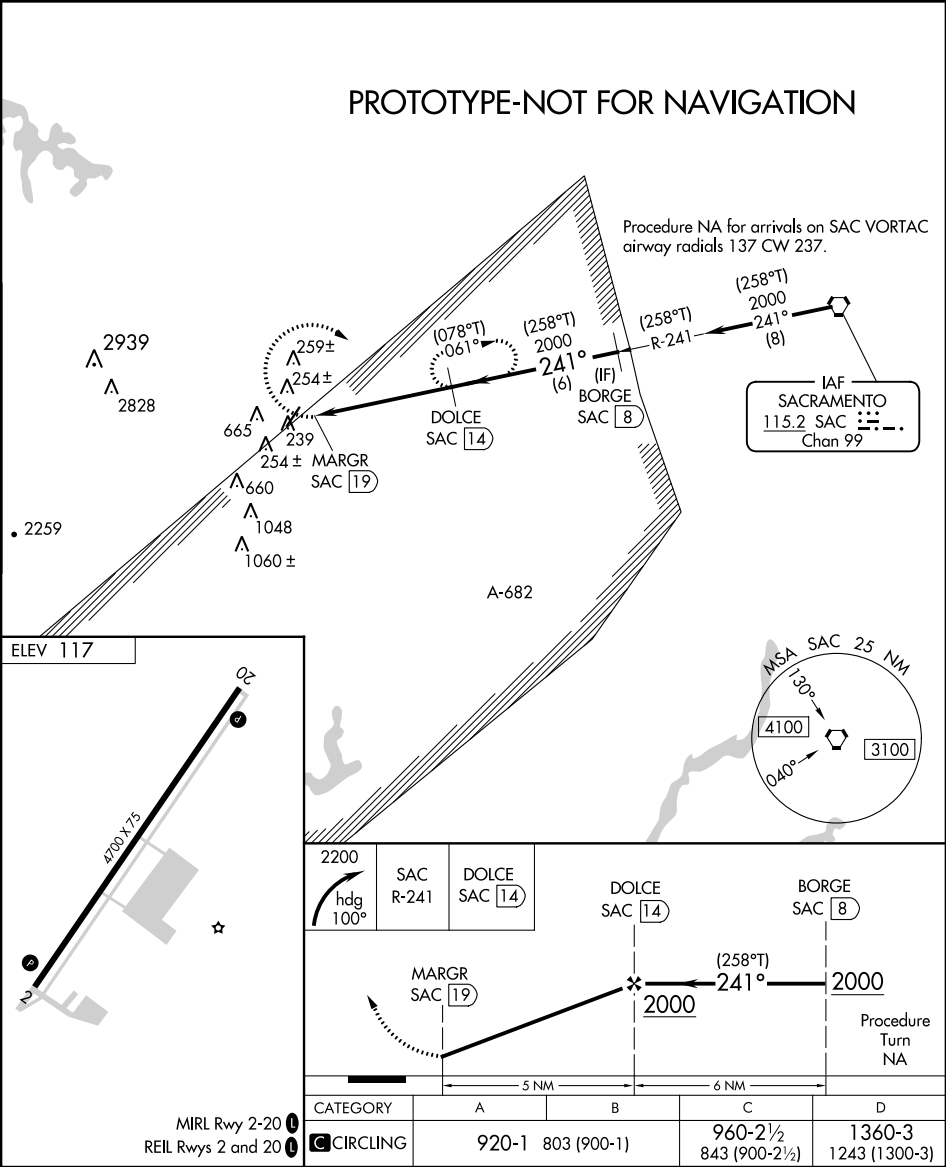 PROTOTYPE-NOT FOR NAVIGATION
Procedure NA for arrivals on SAC VORTAC
airway radials 137 CW 237.
(258°T)
2000
241°
(8)
(258°T)
R-241
(258°T)
2000
241°
(6)
(078°T)
061°
(IF)
BORGE
SAC 8
DOLCE
SAC 14
MARGR
SAC 19
IAF
SACRAMENTO
115.2 SAC
Chan 99
2939
2828
259±
254±
665
239
254±
660
1048
1060±
2259
A-682
MSA SAC 25 NM
130°
4100
3100
040°
ELEV 117
20
4700 X 75
P
P
2
MIRL Rwy 2-20 L
REIL Rwys 2 and 20 L
2200
hdg
100°
SAC
R-241
DOLCE
SAC 14
DOLCE
SAC 14
BORGE
SAC 8
MARGR
SAC 19
(258°T)
241°
2000
2000
Procedure
Turn
NA
5 NM
6 NM
CATEGORY A B C D
C CIRCLING 920-1 803 (900-1) 960-2½ 1360-3
843 (900-2½) 1243 (1300-3)